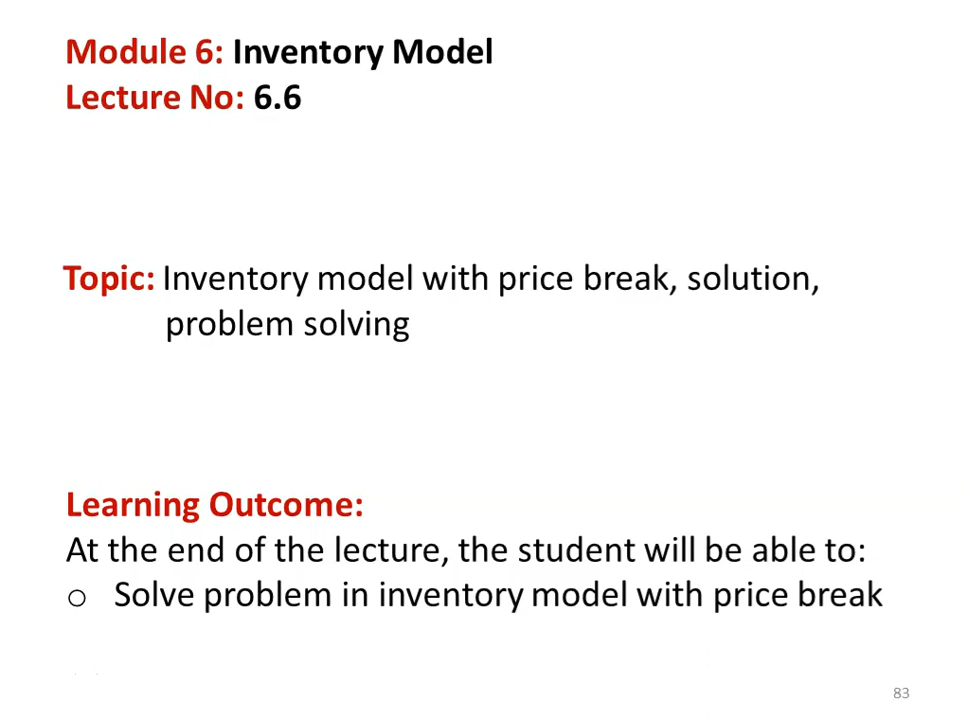 Module 6: Inventory Model
Lecture No: 6.6
Topic: Inventory model with price break, solution,
problem solving
Learning Outcome:
At the end of the lecture, the student will be able to:
o Solve problem in inventory model with price break
83